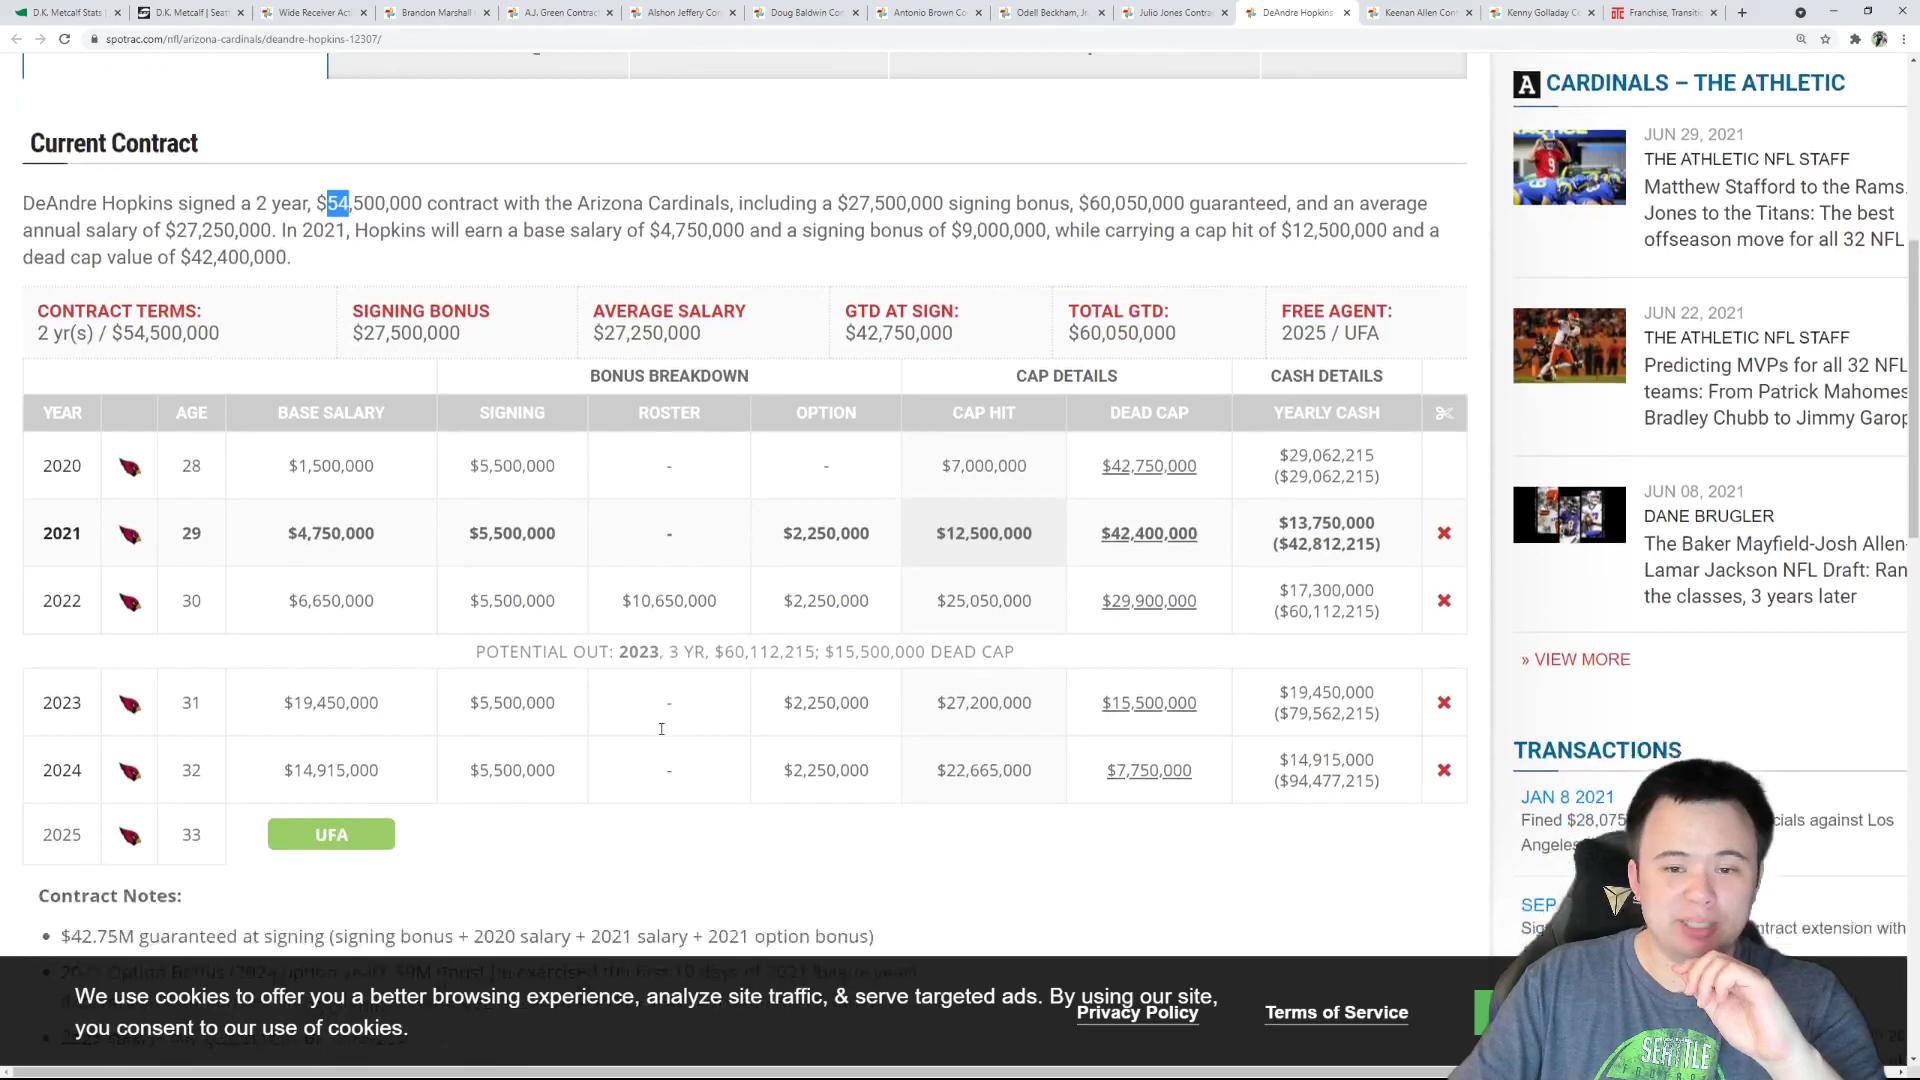 D.K. Metcalf Stats
D.K. Metcalf | Seat
Wide Receiver Act
Brandon Marshall
A.J. Green Contrac
Alshon Jeffery Con
Doug Baldwin Con
Antonio Brown Co
Odell Beckham, Jr.
Julio Jones Contrac
DeAndre Hopkins
Keenan Allen Cont
Kenny Golladay Co
Franchise, Transitio
spotrac.com/nfl/arizona-cardinals/deandre-hopkins-12307/
Current Contract
DeAndre Hopkins signed a 2 year, $54,500,000 contract with the Arizona Cardinals, including a $27,500,000 signing bonus, $60,050,000 guaranteed, and an average
annual salary of $27,250,000. In 2021, Hopkins will earn a base salary of $4,750,000 and a signing bonus of $9,000,000, while carrying a cap hit of $12,500,000 and a
dead cap value of $42,400,000.
CONTRACT TERMS: SIGNING BONUS AVERAGE SALARY GTD AT SIGN: TOTAL GTD: FREE AGENT:
2 yr(s) / $54,500,000 $27,500,000 $27,250,000 $42,750,000 $60,050,000 2025 / UFA
BONUS BREAKDOWN CAP DETAILS CASH DETAILS
YEAR AGE BASE SALARY SIGNING ROSTER OPTION CAP HIT DEAD CAP YEARLY CASH
2020 28 $1,500,000 $5,500,000 - - $7,000,000 $42,750,000 $29,062,215
($29,062,215)
2021 29 $4,750,000 $5,500,000 - $2,250,000 $12,500,000 $42,400,000 $13,750,000
($42,812,215)
2022 30 $6,650,000 $5,500,000 $10,650,000 $2,250,000 $25,050,000 $29,900,000 $17,300,000
($60,112,215)
POTENTIAL OUT: 2023, 3 YR, $60,112,215; $15,500,000 DEAD CAP
2023 31 $19,450,000 $5,500,000 - $2,250,000 $27,200,000 $15,500,000 $19,450,000
($79,562,215)
2024 32 $14,915,000 $5,500,000 - $2,250,000 $22,665,000 $7,750,000 $14,915,000
($94,477,215)
2025 33 UFA
Contract Notes:
• $42.75M guaranteed at signing (signing bonus + 2020 salary + 2021 salary + 2021 option bonus)
We use cookies to offer you a better browsing experience, analyze site traffic, & serve targeted ads. By using our site,
you consent to our use of cookies.
Privacy Policy
Terms of Service
A CARDINALS – THE ATHLETIC
JUN 29, 2021
THE ATHLETIC NFL STAFF
Matthew Stafford to the Rams,
Jones to the Titans: The best
offseason move for all 32 NFL
JUN 22, 2021
THE ATHLETIC NFL STAFF
Predicting MVPs for all 32 NFL
teams: From Patrick Mahomes
Bradley Chubb to Jimmy Garop
JUN 08, 2021
DANE BRUGLER
The Baker Mayfield-Josh Allen-
Lamar Jackson NFL Draft: Ran
the classes, 3 years later
» VIEW MORE
TRANSACTIONS
JAN 8 2021
Fined $28,075 cials against Los
Angeles
SEP
Sig ntract extension with
SEATTLE